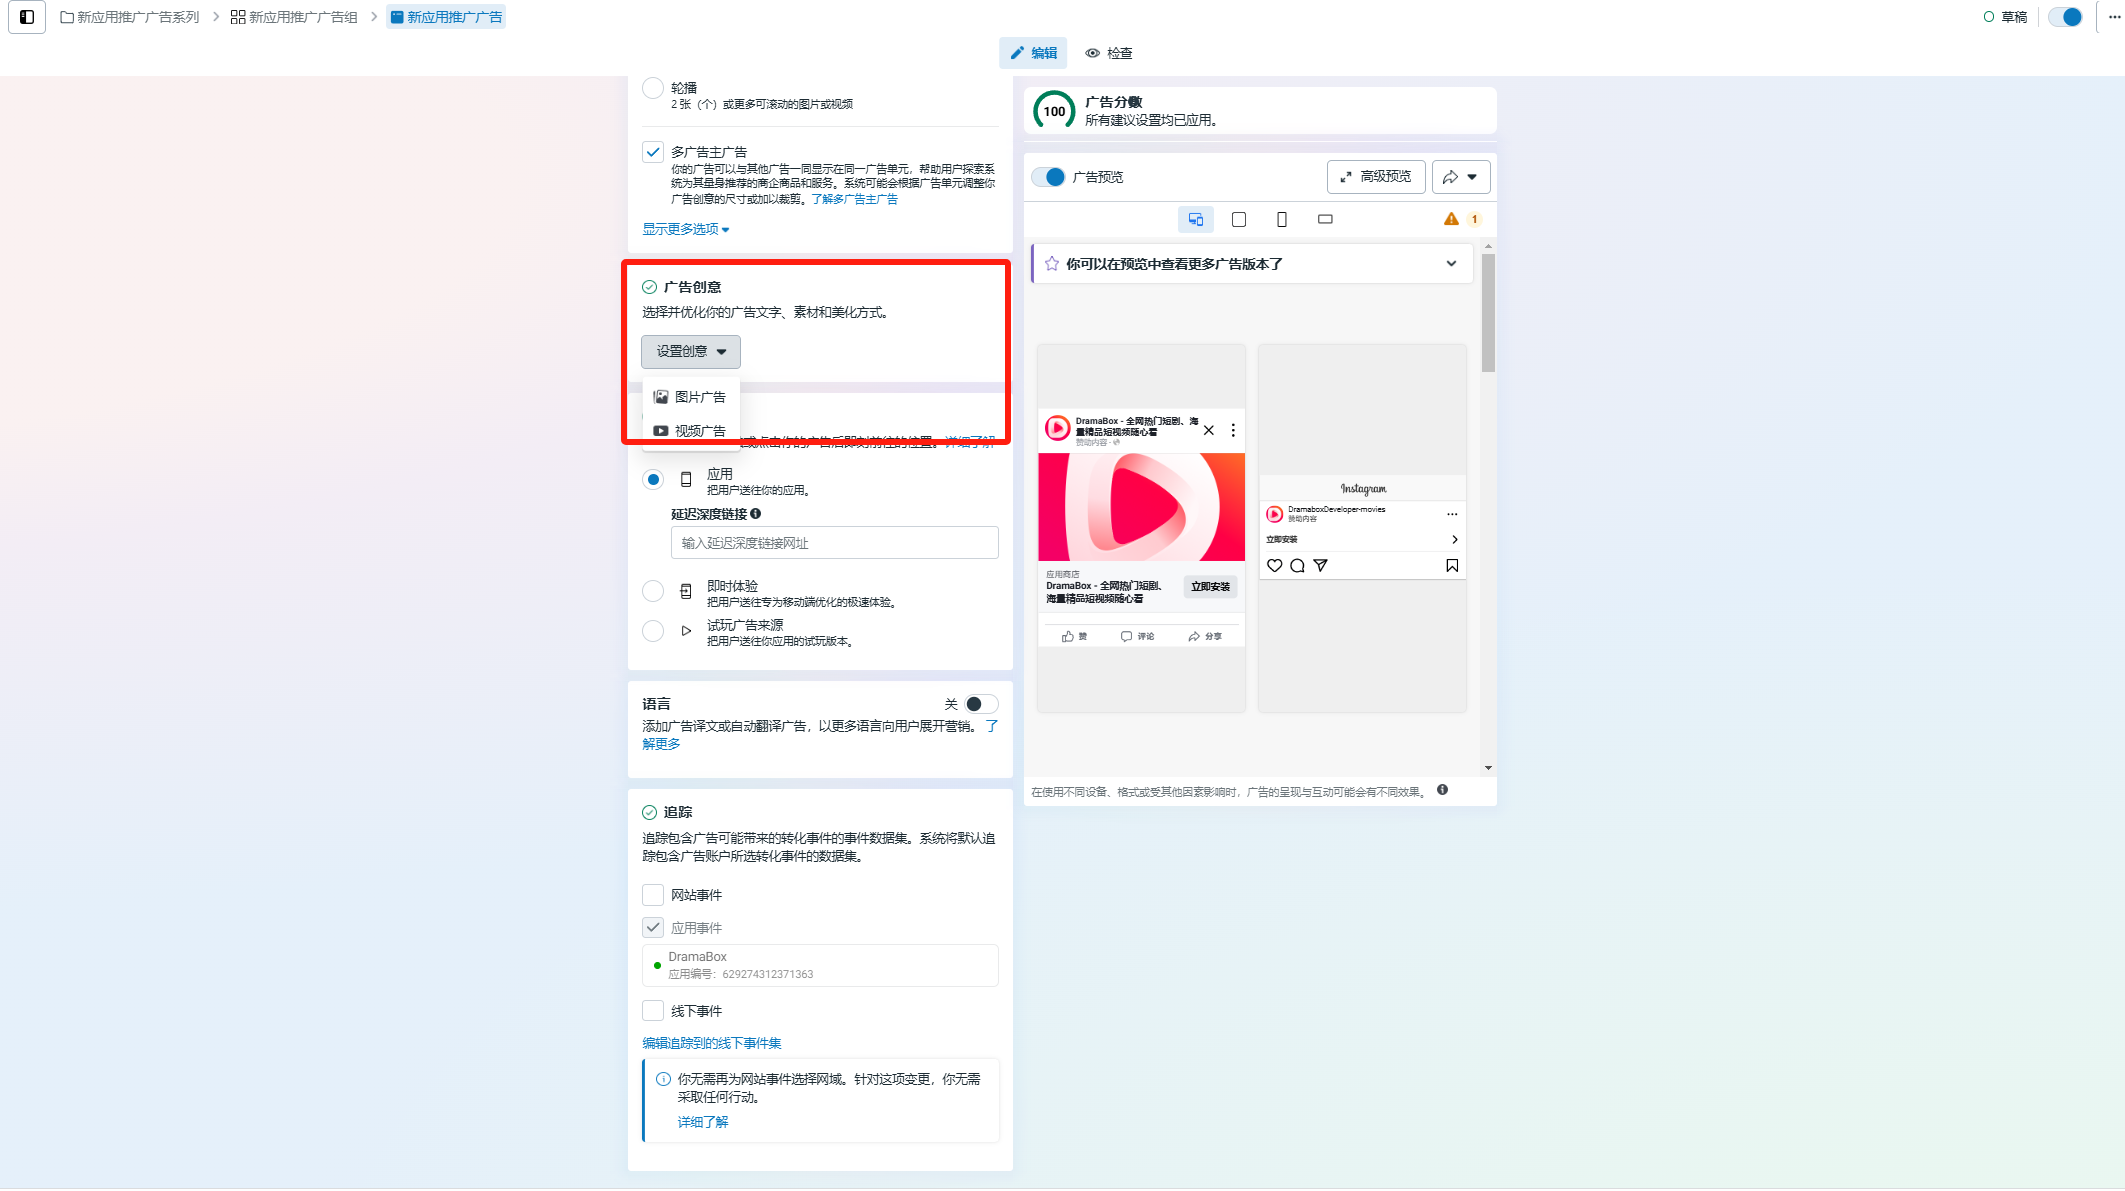 新应用推广广告系列
新应用推广广告组
新应用推广广告
草稿
编辑
检查
轮播
2 张（个）或更多可滚动的图片或视频
多广告主广告
你的广告可以与其他广告一同显示在同一广告单元，帮助用户探索系
统为其量身推荐的商企商品和服务。系统可能会根据广告单元调整你
广告创意的尺寸或加以裁剪。了解多广告主广告
显示更多选项
广告创意
选择并优化你的广告文字、素材和美化方式。
设置创意
图片广告
视频广告
或点击你的广告后即刻前往的位置。详细了解
应用
把用户送往你的应用。
延迟深度链接
输入延迟深度链接网址
即时体验
把用户送往专为移动端优化的极速体验。
试玩广告来源
把用户送往你应用的试玩版本。
语言
关
添加广告译文或自动翻译广告，以更多语言向用户展开营销。 了
解更多
追踪
追踪包含广告可能带来的转化事件的事件数据集。系统将默认追
踪包含广告账户所选转化事件的数据集。
网站事件
应用事件
DramaBox
应用编号：629274312371363
线下事件
编辑追踪到的线下事件集
你无需再为网站事件选择网域。针对这项变更，你无需
采取任何行动。
详细了解
100
广告分数
所有建议设置均已应用。
广告预览
高级预览
1
你可以在预览中查看更多广告版本了
DramaBox - 全网热门短剧、海
量精品短视频随心看
赞助内容
应用商店
DramaBox - 全网热门短剧、
海量精品短视频随心看
立即安装
赞
评论
分享
Instagram
DramaboxDeveloper-movies
赞助内容
立即安装
在使用不同设备、格式或受其他因素影响时，广告的呈现与互动可能会有不同效果。